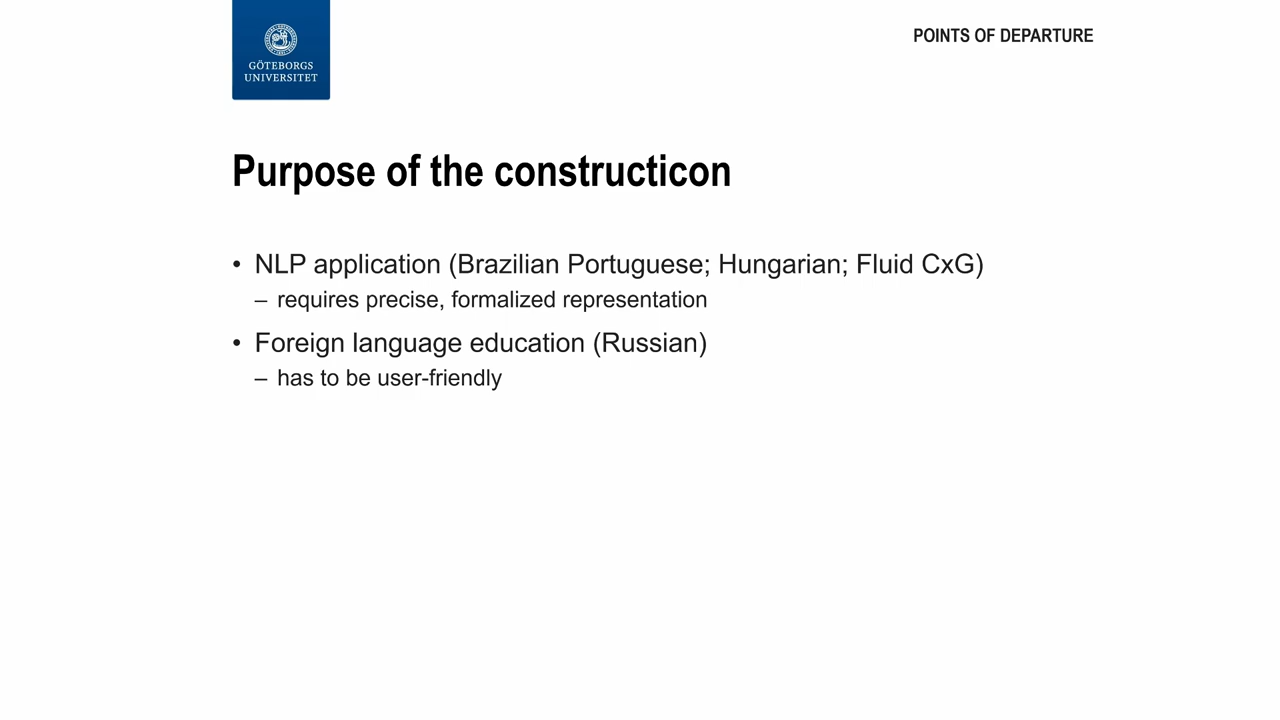 GÖTEBORGS
UNIVERSITET
POINTS OF DEPARTURE
Purpose of the constructicon
• NLP application (Brazilian Portuguese; Hungarian; Fluid CxG)
– requires precise, formalized representation
• Foreign language education (Russian)
– has to be user-friendly